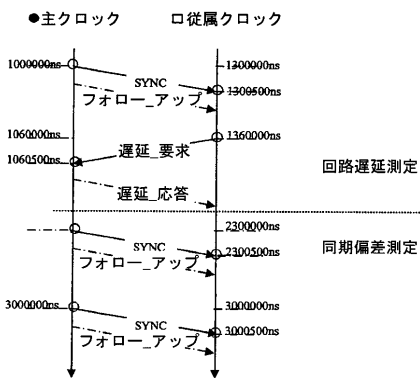 ●主クロック
□従属クロック
1000000ns
1300000ns
SYNC
1300500ns
フォロー_アップ
1060000ns
1360000ns
遅延_要求
1060500ns
回路遅延測定
遅延_応答
2300000ns
SYNC
2300500ns
同期偏差測定
フォロー_アップ
3000000ns
3000000ns
SYNC
3000500ns
フォロー_アップ